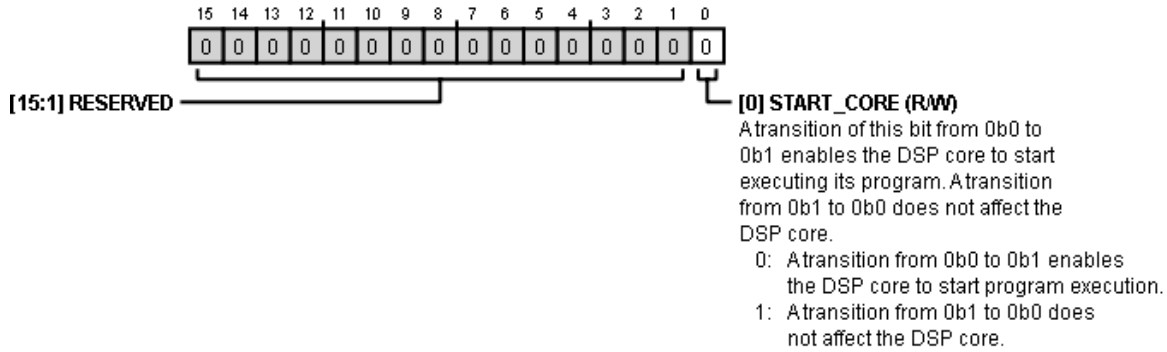 15 14 13 12 11 10 9 8 7 6 5 4 3 2 1 0
0 0 0 0 0 0 0 0 0 0 0 0 0 0 0 0
[15:1] RESERVED
[0] START_CORE (R/W)
A transition of this bit from 0b0 to
0b1 enables the DSP core to start
executing its program. A transition
from 0b1 to 0b0 does not affect the
DSP core.
0: A transition from 0b0 to 0b1 enables
the DSP core to start program execution.
1: A transition from 0b1 to 0b0 does
not affect the DSP core.